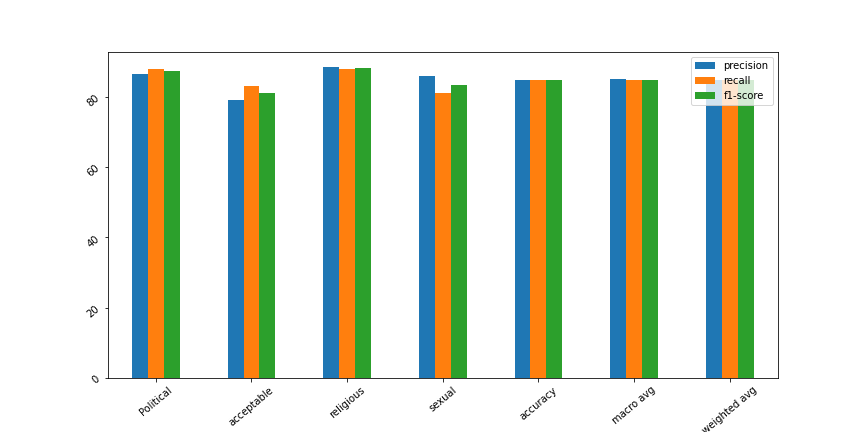 precision
recall
f1-score
80
60
40
20
0
Political
acceptable
religious
sexual
accuracy
macro avg
weighted avg